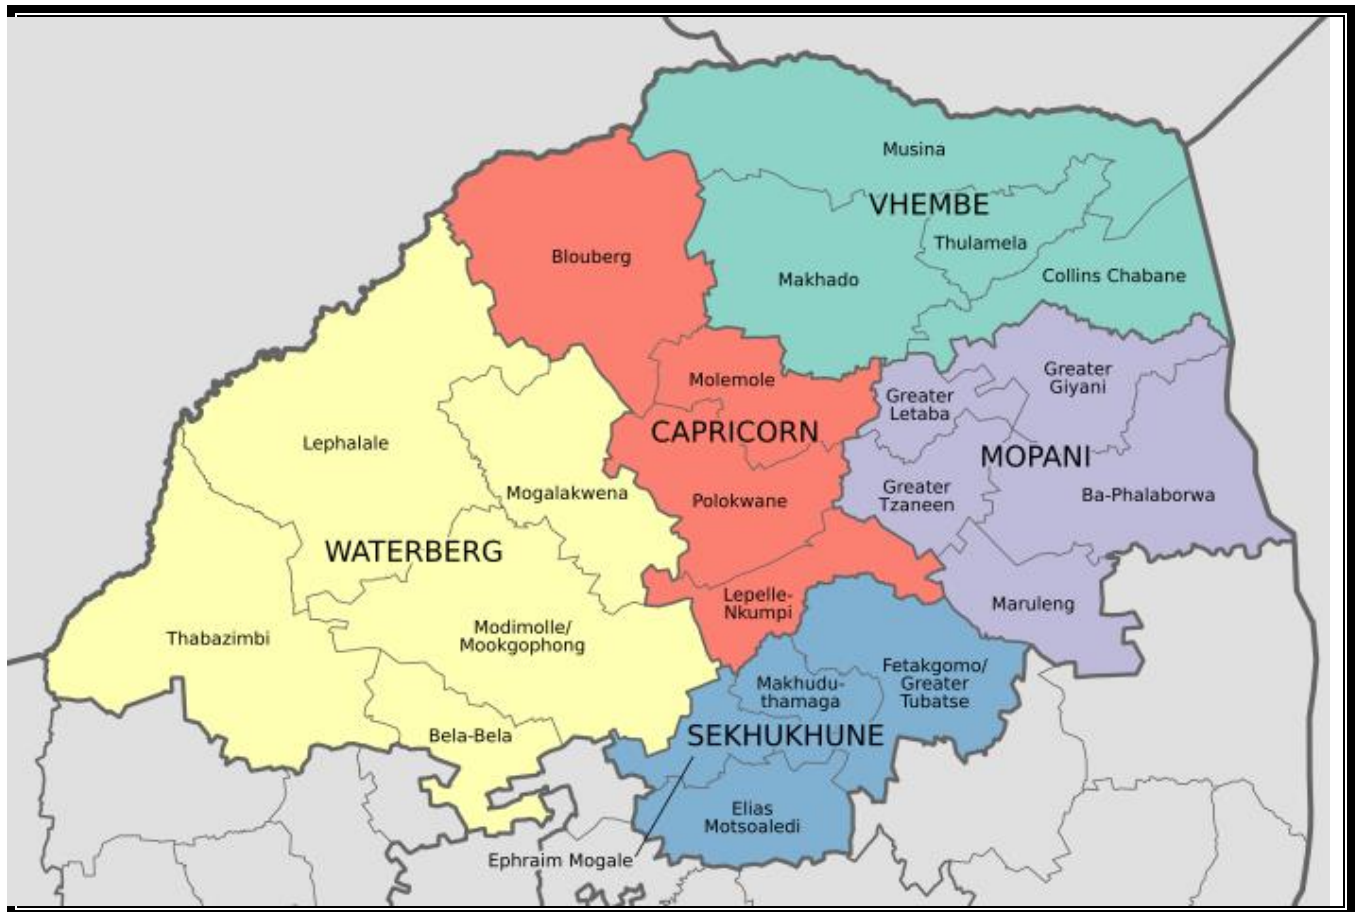 Musina
VHEMBE
Thulamela
Makhado
Collins Chabane
Blouberg
Molemole
CAPRICORN
Polokwane
Lepelle-
Nkumpi
Greater
Giyani
Greater
Letaba
MOPANI
Greater
Tzaneen
Ba-Phalaborwa
Maruleng
Lephalale
Mogalakwena
WATERBERG
Thabazimbi
Modimolle/
Mookgophong
Bela-Bela
Fetakgomo/
Greater
Tubatse
Makhudu-
thamaga
SEKHUKHUNE
Elias
Motsoaledi
Ephraim Mogale